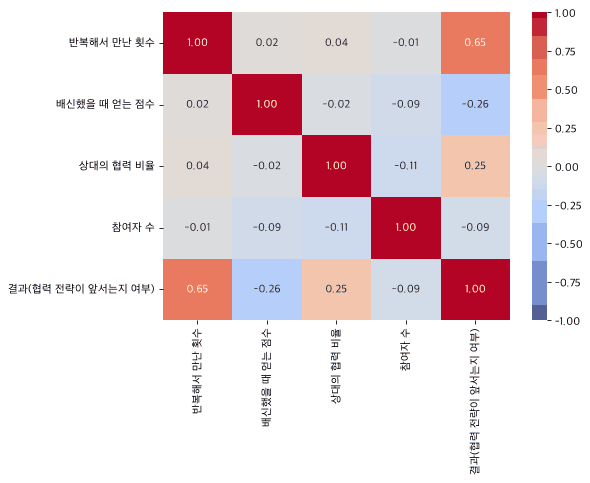 반복해서 만난 횟수 1.00 0.02 0.04 -0.01 0.65
배신했을 때 얻는 점수 0.02 1.00 -0.02 -0.09 -0.26
상대의 협력 비율 0.04 -0.02 1.00 -0.11 0.25
참여자 수 -0.01 -0.09 -0.11 1.00 -0.09
결과(협력 전략이 앞서는지 여부) 0.65 -0.26 0.25 -0.09 1.00
반복해서 만난 횟수
배신했을 때 얻는 점수
상대의 협력 비율
참여자 수
결과(협력 전략이 앞서는지 여부)
1.00
0.75
0.50
0.25
0.00
-0.25
-0.50
-0.75
-1.00